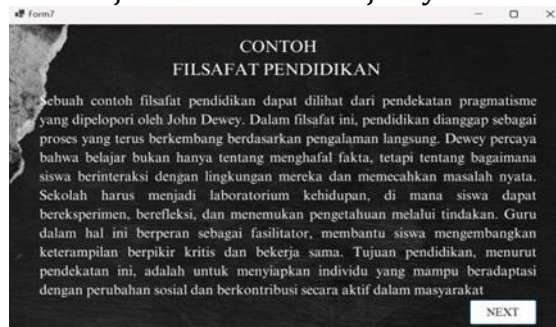 Form7
CONTOH
FILSAFAT PENDIDIKAN
Sebuah contoh filsafat pendidikan dapat dilihat dari pendekatan pragmatisme
yang dipelopori oleh John Dewey. Dalam filsafat ini, pendidikan dianggap sebagai
proses yang terus berkembang berdasarkan pengalaman langsung. Dewey percaya
bahwa belajar bukan hanya tentang menghafal fakta, tetapi tentang bagaimana
siswa berinteraksi dengan lingkungan mereka dan memecahkan masalah nyata.
Sekolah harus menjadi laboratorium kehidupan, di mana siswa dapat
bereksperimen, berefleksi, dan menemukan pengetahuan melalui tindakan. Guru
dalam hal ini berperan sebagai fasilitator, membantu siswa mengembangkan
keterampilan berpikir kritis dan bekerja sama. Tujuan pendidikan, menurut
pendekatan ini, adalah untuk menyiapkan individu yang mampu beradaptasi
dengan perubahan sosial dan berkontribusi secara aktif dalam masyarakat
NEXT